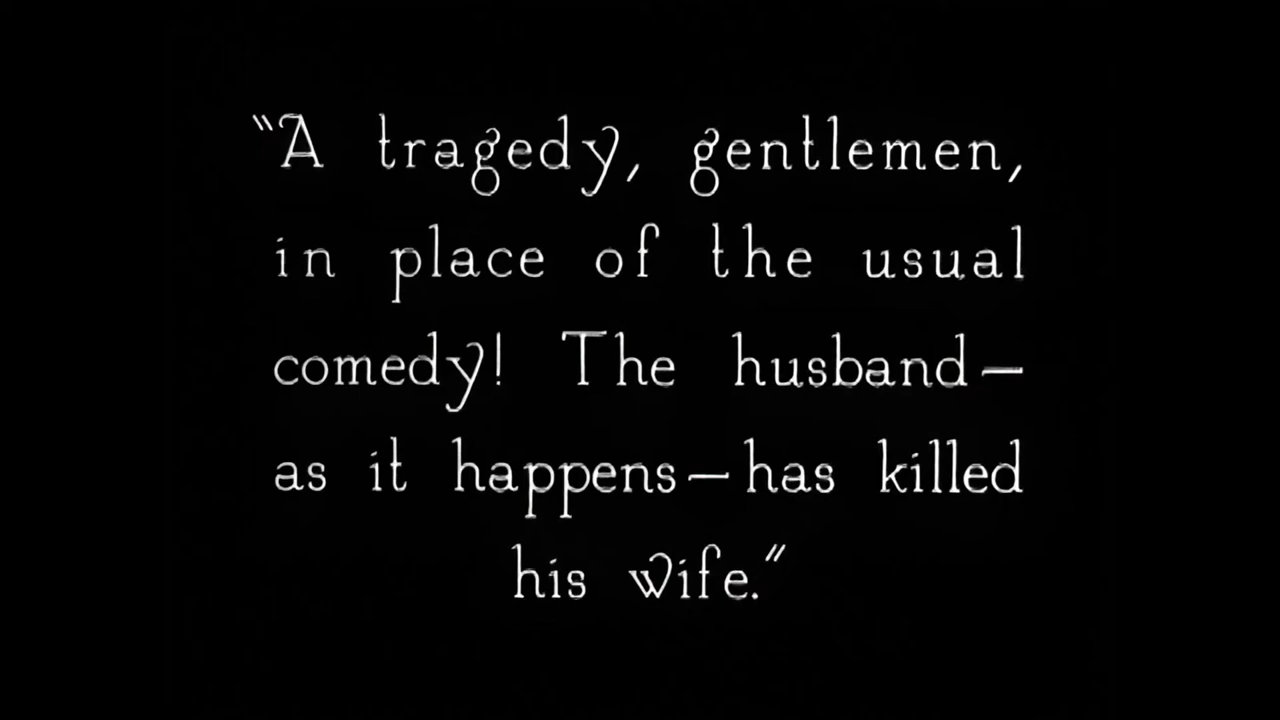 “A tragedy, gentlemen,
in place of the usual
comedy! The husband—
as it happens—has killed
his wife.”